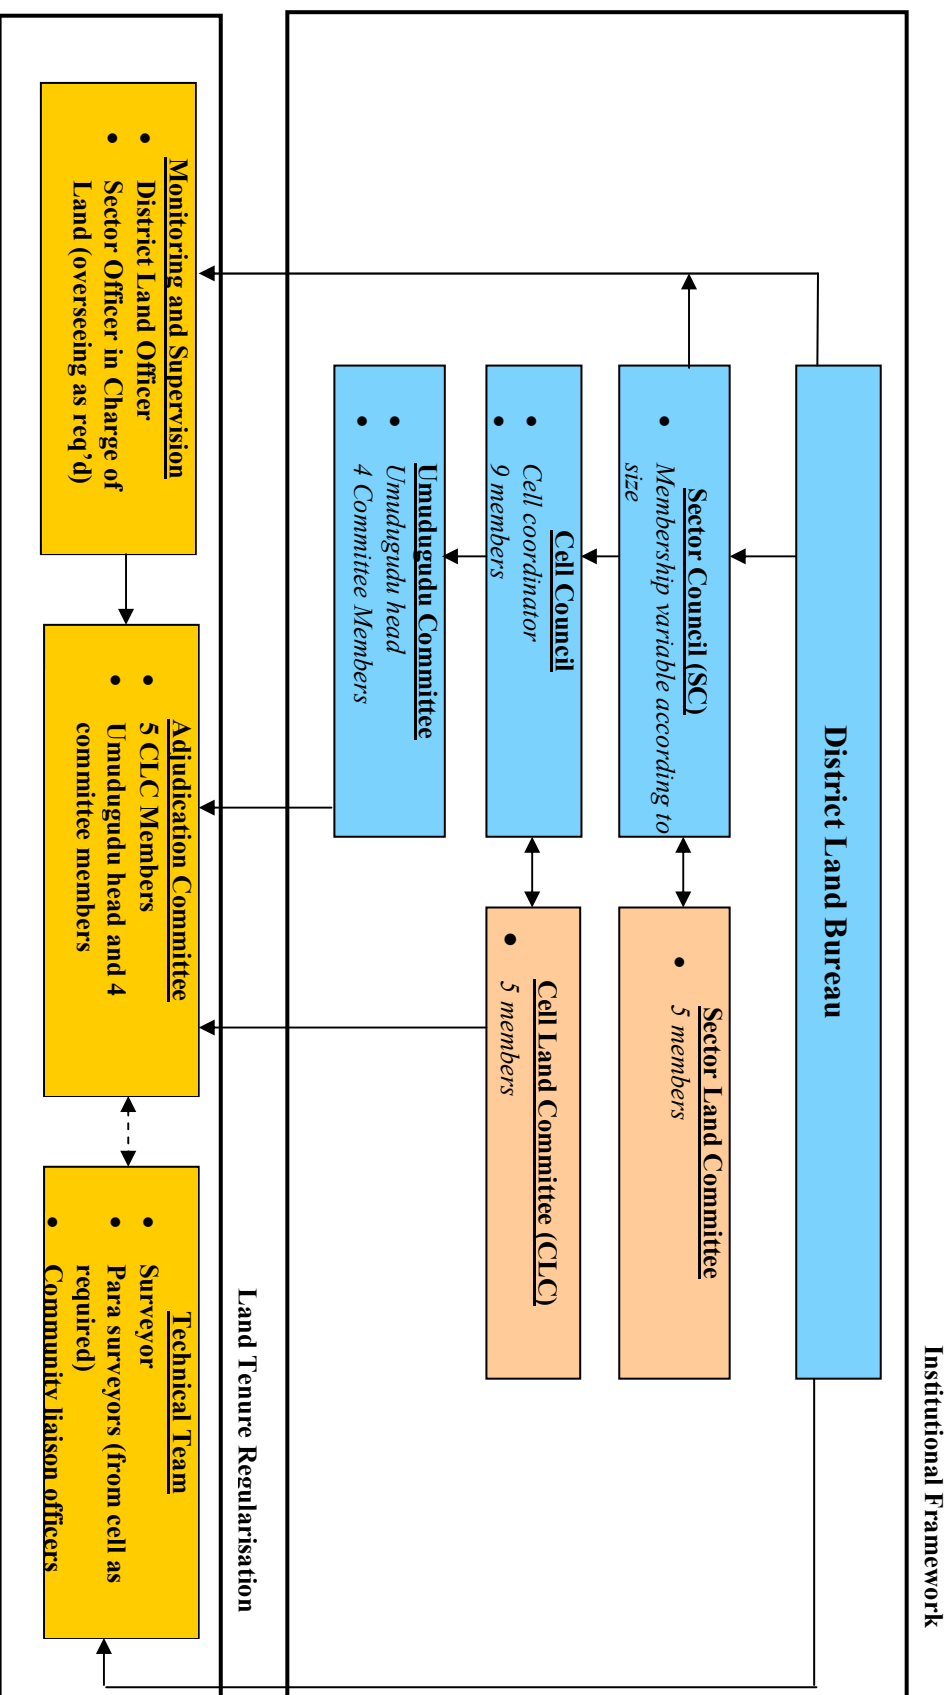 Institutional Framework
District Land Bureau
Sector Council (SC)
• Membership variable according to
size
Sector Land Committee
• 5 members
Cell Council
• Cell coordinator
• 9 members
Cell Land Committee (CLC)
• 5 members
Umudugudu Committee
• Umudugudu head
• 4 Committee Members
Land Tenure Regularisation
Monitoring and Supervision
• District Land Officer
• Sector Officer in Charge of
Land (overseeing as req’d)
Adjudication Committee
• 5 CLC Members
• Umudugudu head and 4
committee members
Technical Team
• Surveyor
• Para surveyors (from cell as
required)
• Community liaison officers